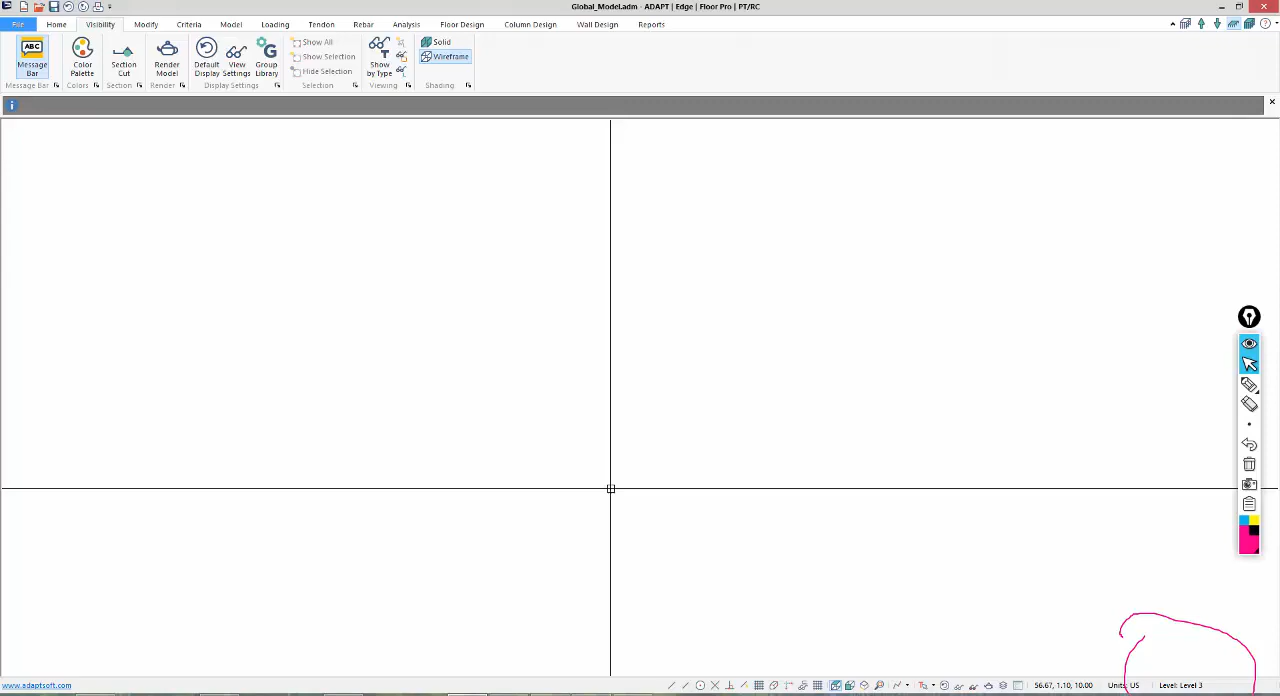 Global_Model.adm - ADAPT | Edge | Floor Pro | PT/RC
File Home Visibility Modify Criteria Model Loading Tendon Rebar Analysis Floor Design Column Design Wall Design Reports
ABC
Message Bar
Color Palette
Section Cut
Render Model
Default Display
View Settings
Group Library
Show All
Show Selection
Hide Selection
Show by Type
Solid
Wireframe
Message Bar Colors Section Render Display Settings Selection Viewing Shading
www.adaptsoft.com 56.67, 1.10, 10.00 Units: US Level: Level 3